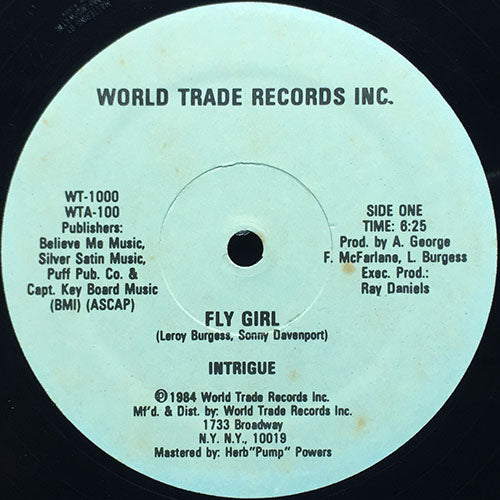 WORLD TRADE RECORDS INC.
WT-1000
WTA-100
Publishers:
Believe Me Music,
Silver Satin Music,
Puff Pub. Co. &
Capt. Key Board Music
(BMI) (ASCAP)
SIDE ONE
TIME: 6:25
Prod. by A. George
F. McFarlane, L. Burgess
Exec. Prod.:
Ray Daniels
FLY GIRL
(Leroy Burgess, Sonny Davenport)
INTRIGUE
℗1984 World Trade Records Inc.
Mf'd. & Dist. by: World Trade Records Inc.
1733 Broadway
N.Y. N.Y., 10019
Mastered by: Herb"Pump" Powers